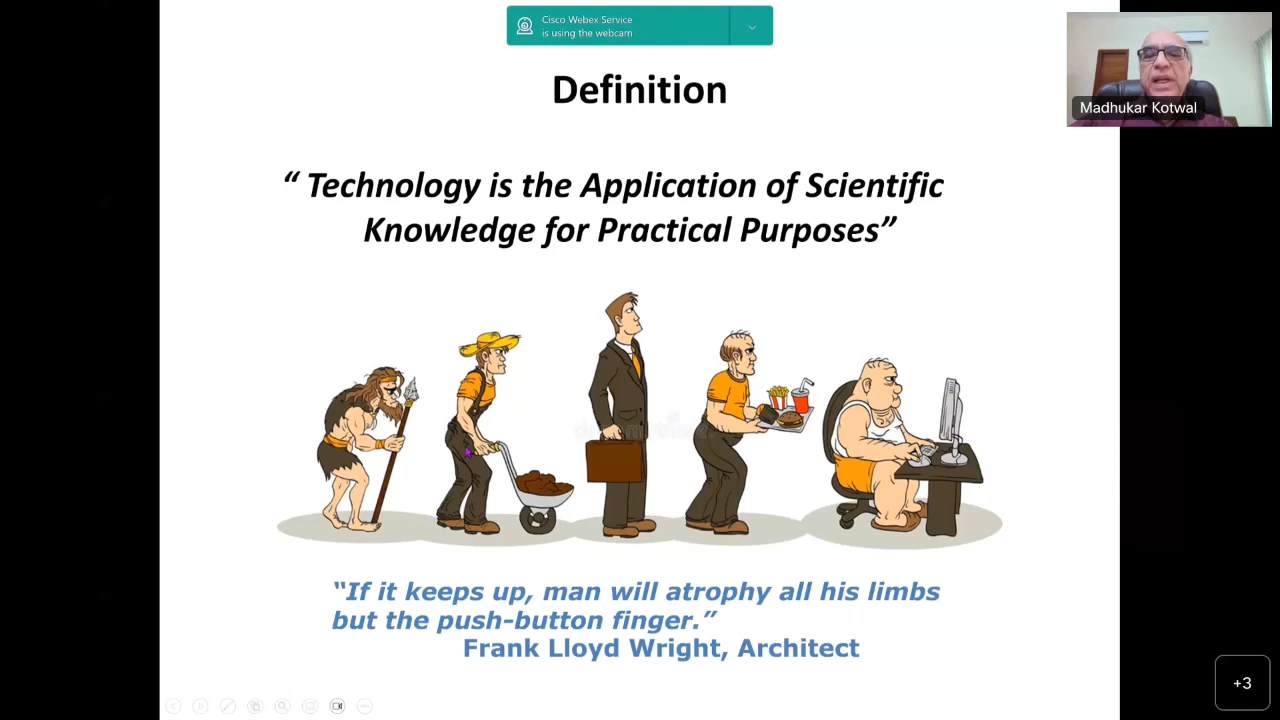 Cisco Webex Service
is using the webcam
Madhukar Kotwal
Definition
“ Technology is the Application of Scientific
Knowledge for Practical Purposes”
“If it keeps up, man will atrophy all his limbs
but the push-button finger.”
Frank Lloyd Wright, Architect
+3